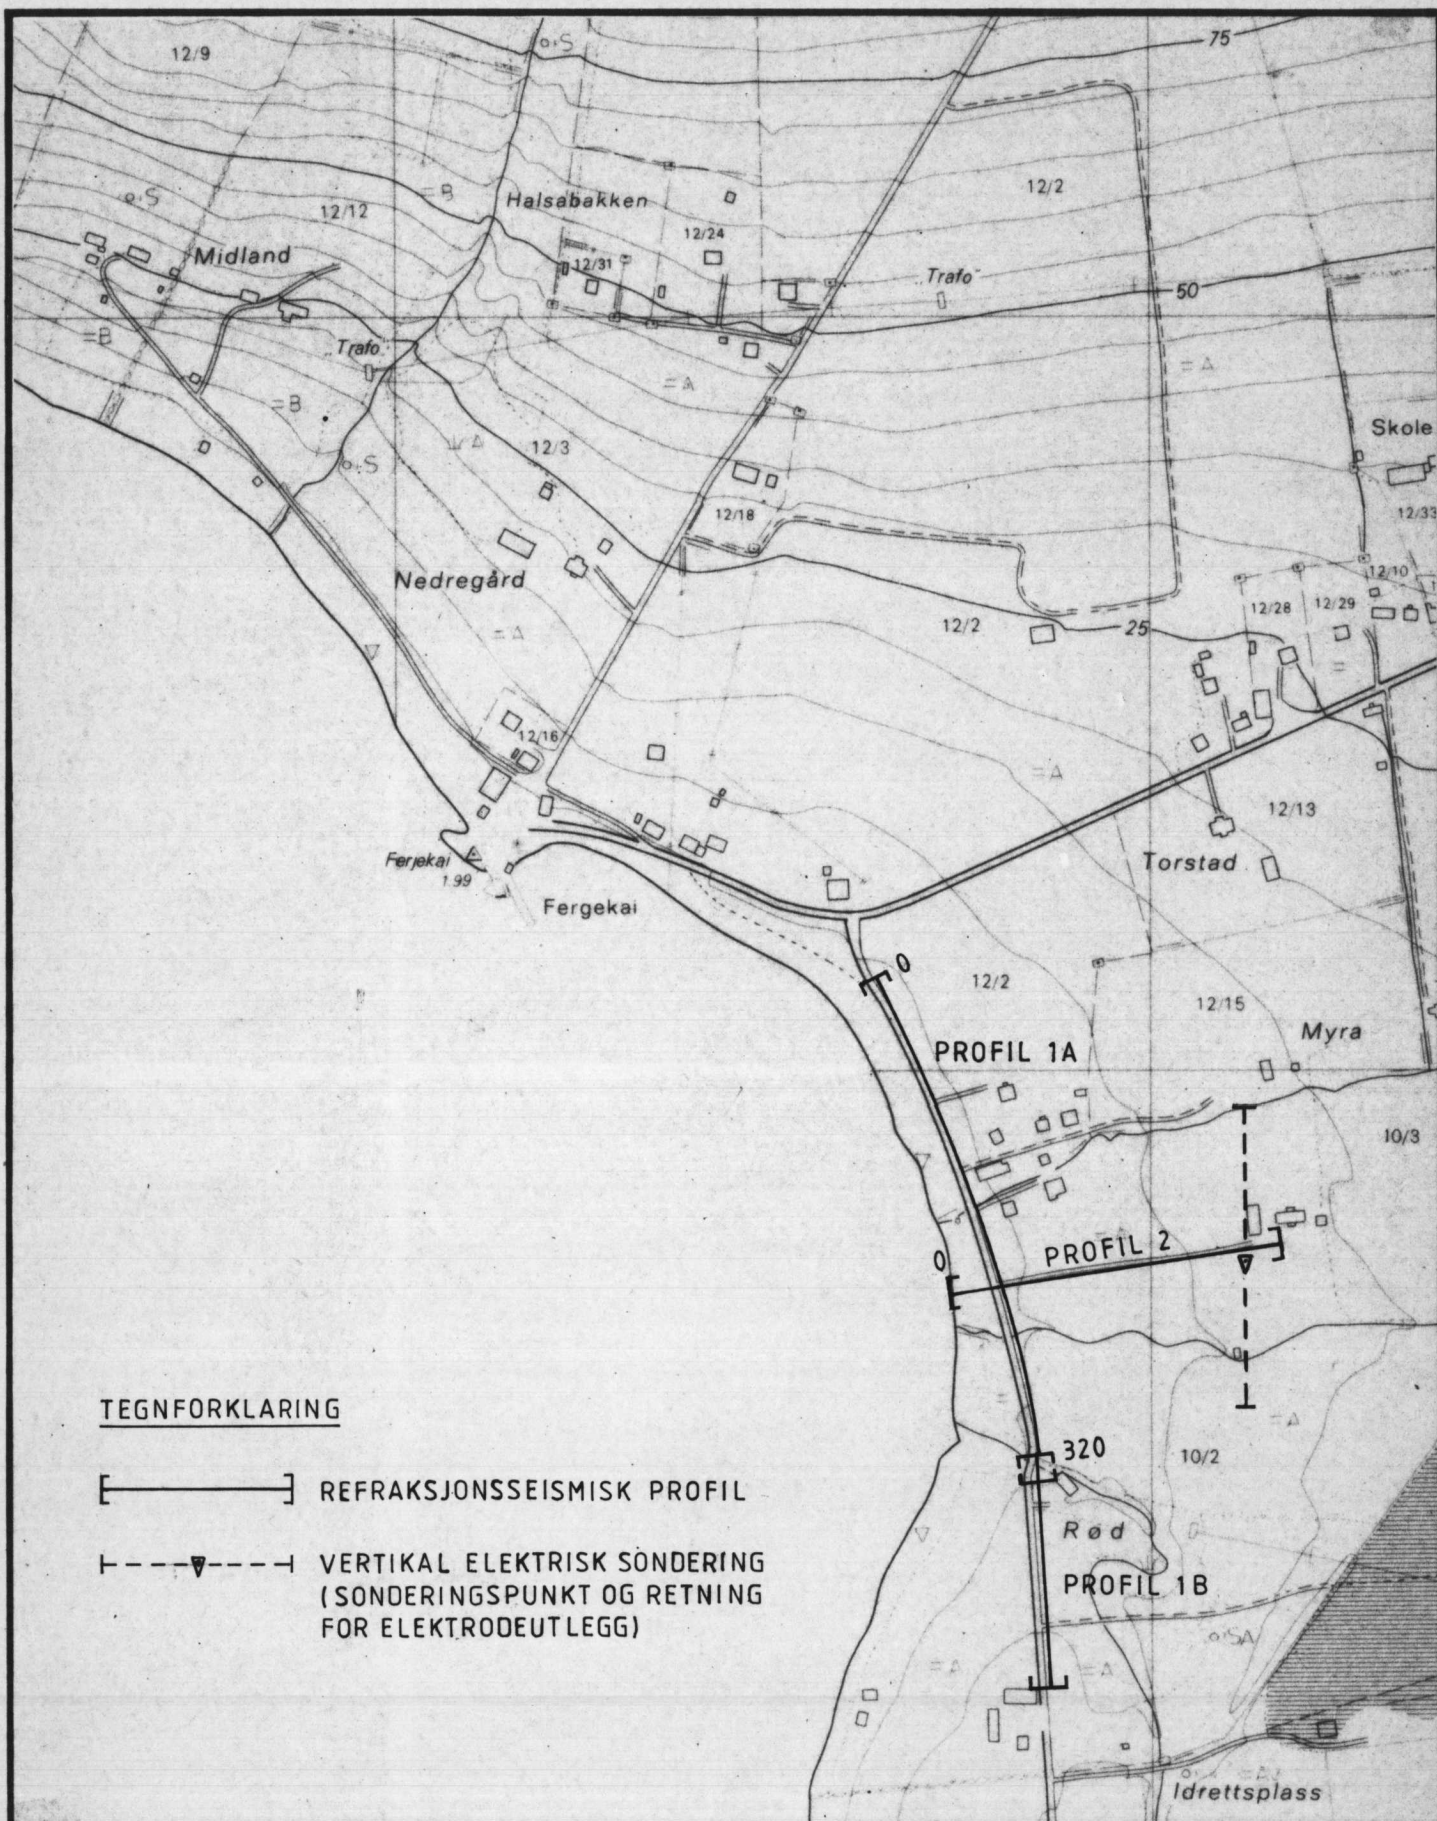 75
o·S
12/9
12/2
=B
o·S
Halsabakken
12/12
12/24
Midland
12/31
Trafo
50
=B
Trafo
=A
=A
=B
Skole
A
12/3
o·S
12/18
12/33
Nedregård
12/10
12/28
12/29
=A
12/2
25
12/16
=A
12/13
Ferjekai
1.99
Torstad
Fergekai
0
12/2
12/15
Myra
PROFIL 1A
10/3
PROFIL 2
0
TEGNFORKLARING
=A
320
10/2
REFRAKSJONSSEISMISK PROFIL
Rød
VERTIKAL ELEKTRISK SONDERING
(SONDERINGSPUNKT OG RETNING
FOR ELEKTRODEUTLEGG)
PROFIL 1B
o·SA
=A
=A
Idrettsplass